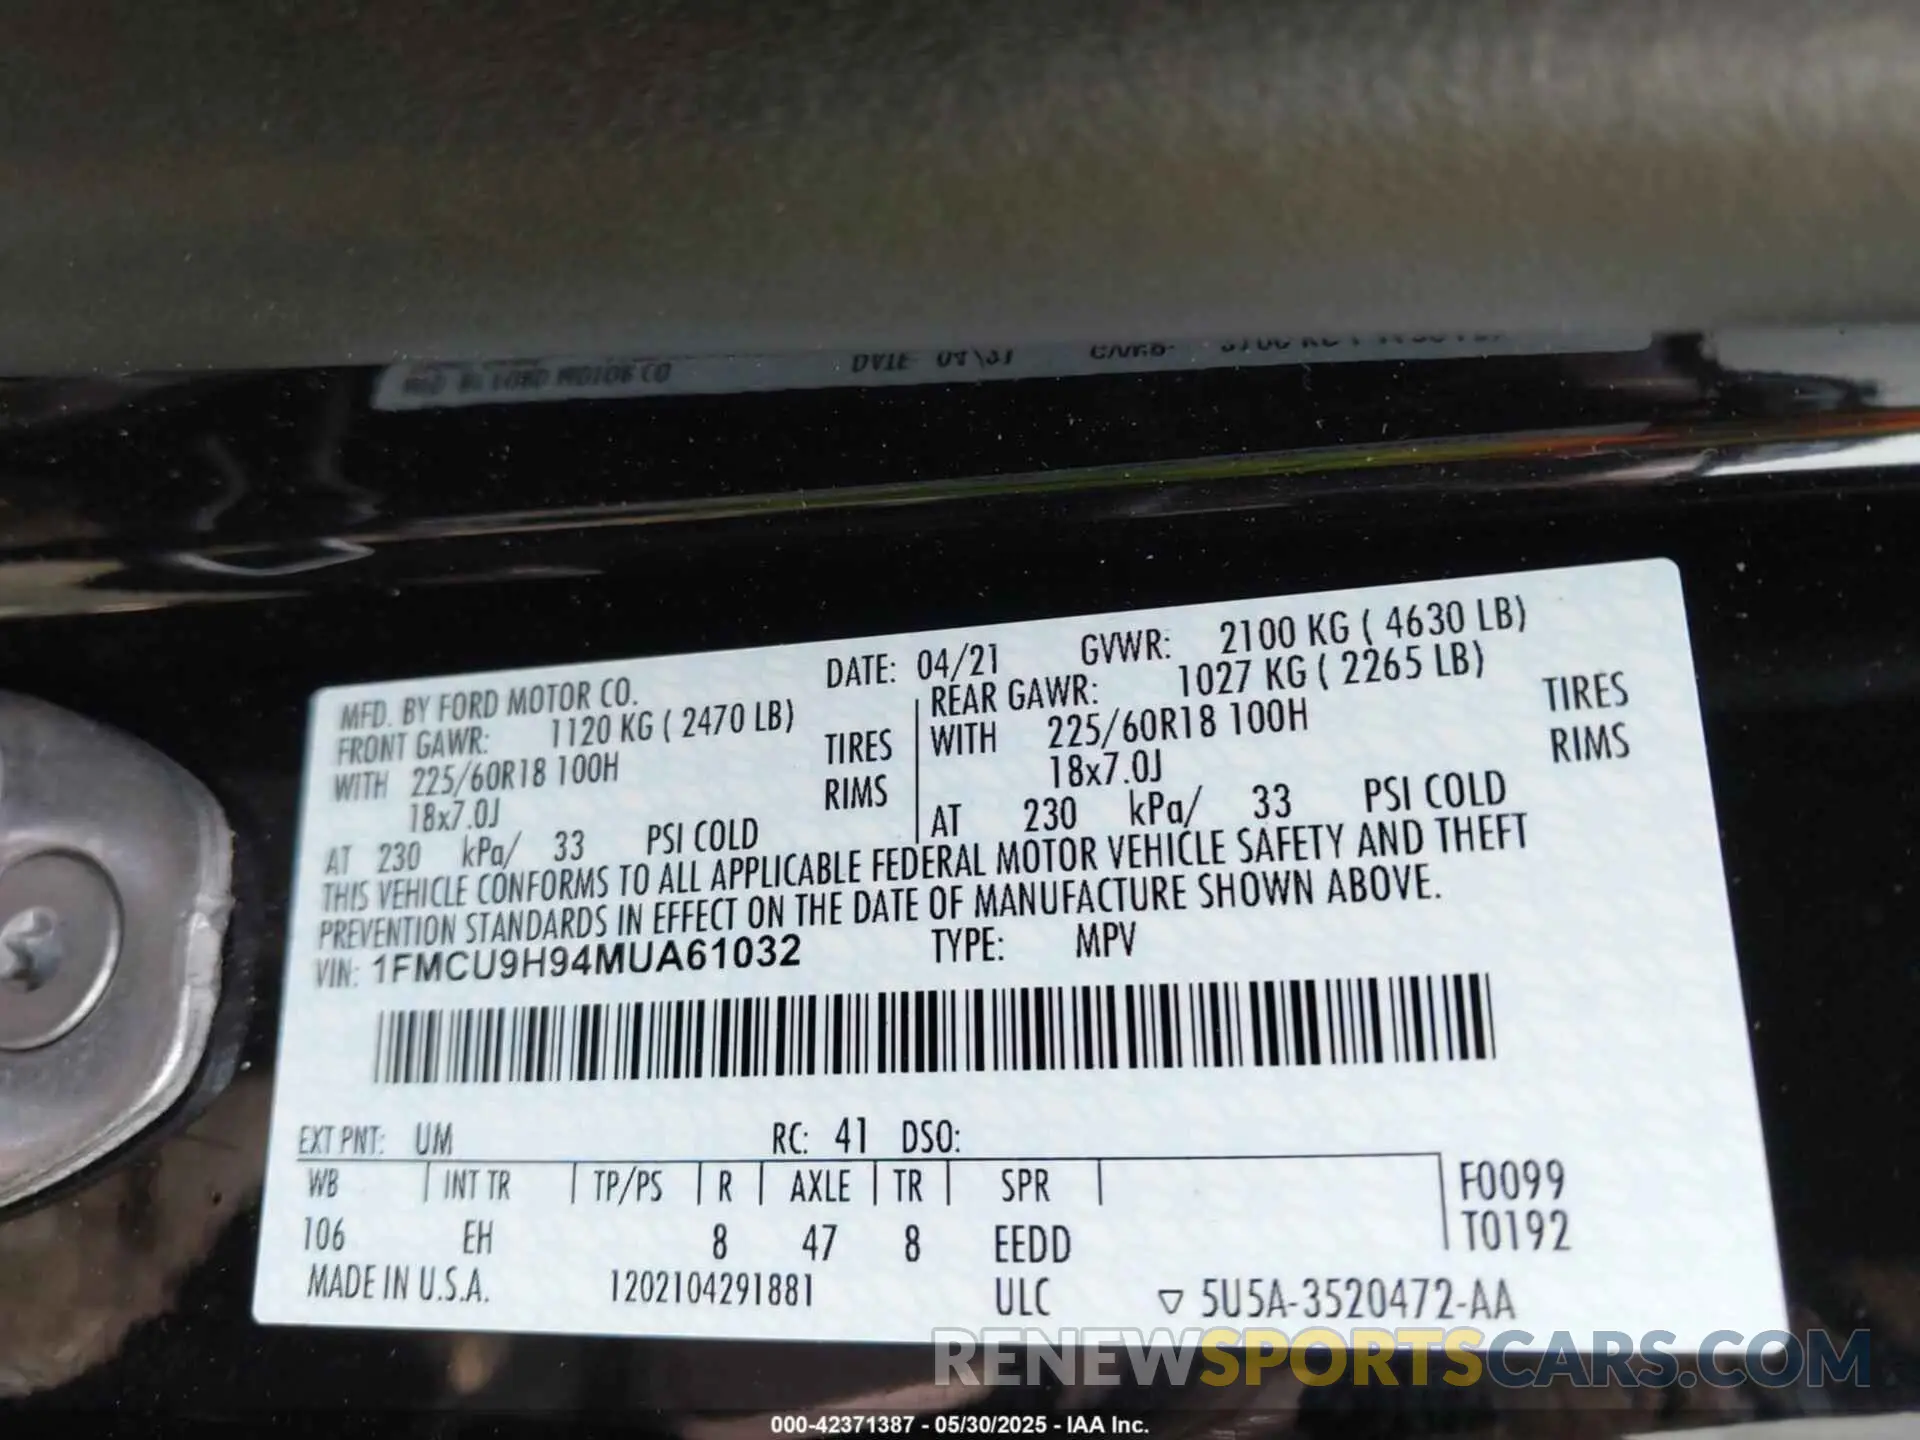 DATE: 04/21 GVWR: 2100 KG ( 4630 LB)
MFD. BY FORD MOTOR CO.
FRONT GAWR: 1120 KG ( 2470 LB)
WITH 225/60R18 100H TIRES
18x7.0J RIMS
AT 230 kPa/ 33 PSI COLD
REAR GAWR: 1027 KG ( 2265 LB)
WITH 225/60R18 100H TIRES
18x7.0J RIMS
AT 230 kPa/ 33 PSI COLD
THIS VEHICLE CONFORMS TO ALL APPLICABLE FEDERAL MOTOR VEHICLE SAFETY AND THEFT
PREVENTION STANDARDS IN EFFECT ON THE DATE OF MANUFACTURE SHOWN ABOVE.
VIN: 1FMCU9H94MUA61032 TYPE: MPV
EXT PNT: UM RC: 41 DSO:
WB INT TR TP/PS R AXLE TR SPR
106 EH 8 47 8 EEDD
F0099
T0192
MADE IN U.S.A. 1202104291881 ULC ▽ 5U5A-3520472-AA
RENEWSPORTSCARS.COM
000-42371387 - 05/30/2025 - IAA Inc.